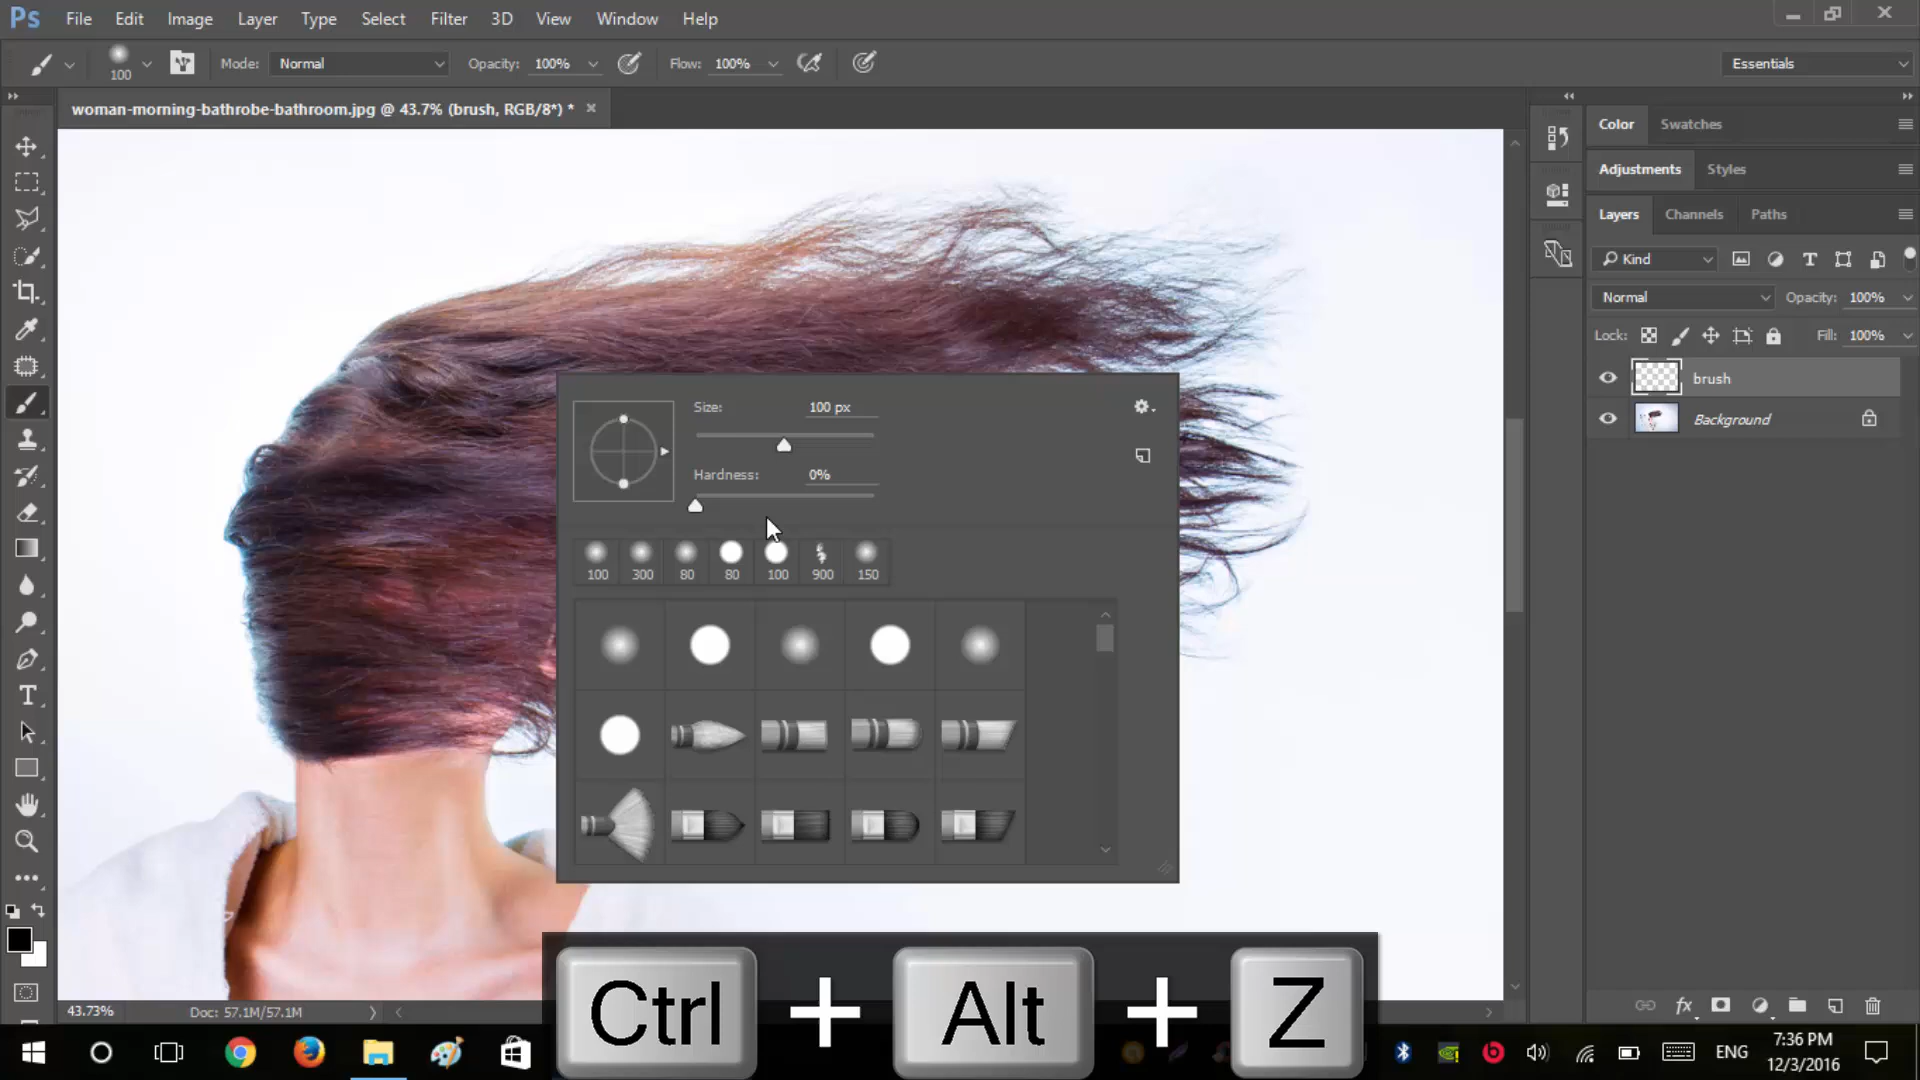 Ps File Edit Image Layer Type Select Filter 3D View Window Help
100 Mode: Normal Opacity: 100% Flow: 100% Essentials
woman-morning-bathrobe-bathroom.jpg @ 43.7% (brush, RGB/8*) *
Color Swatches
Adjustments Styles
Layers Channels Paths
Kind
Normal Opacity: 100%
Lock: Fill: 100%
brush
Background
Size: 100 px
Hardness: 0%
100 300 80 80 100 900 150
43.73% Doc: 57.1M/57.1M
Ctrl + Alt + Z
ENG
7:36 PM
12/3/2016